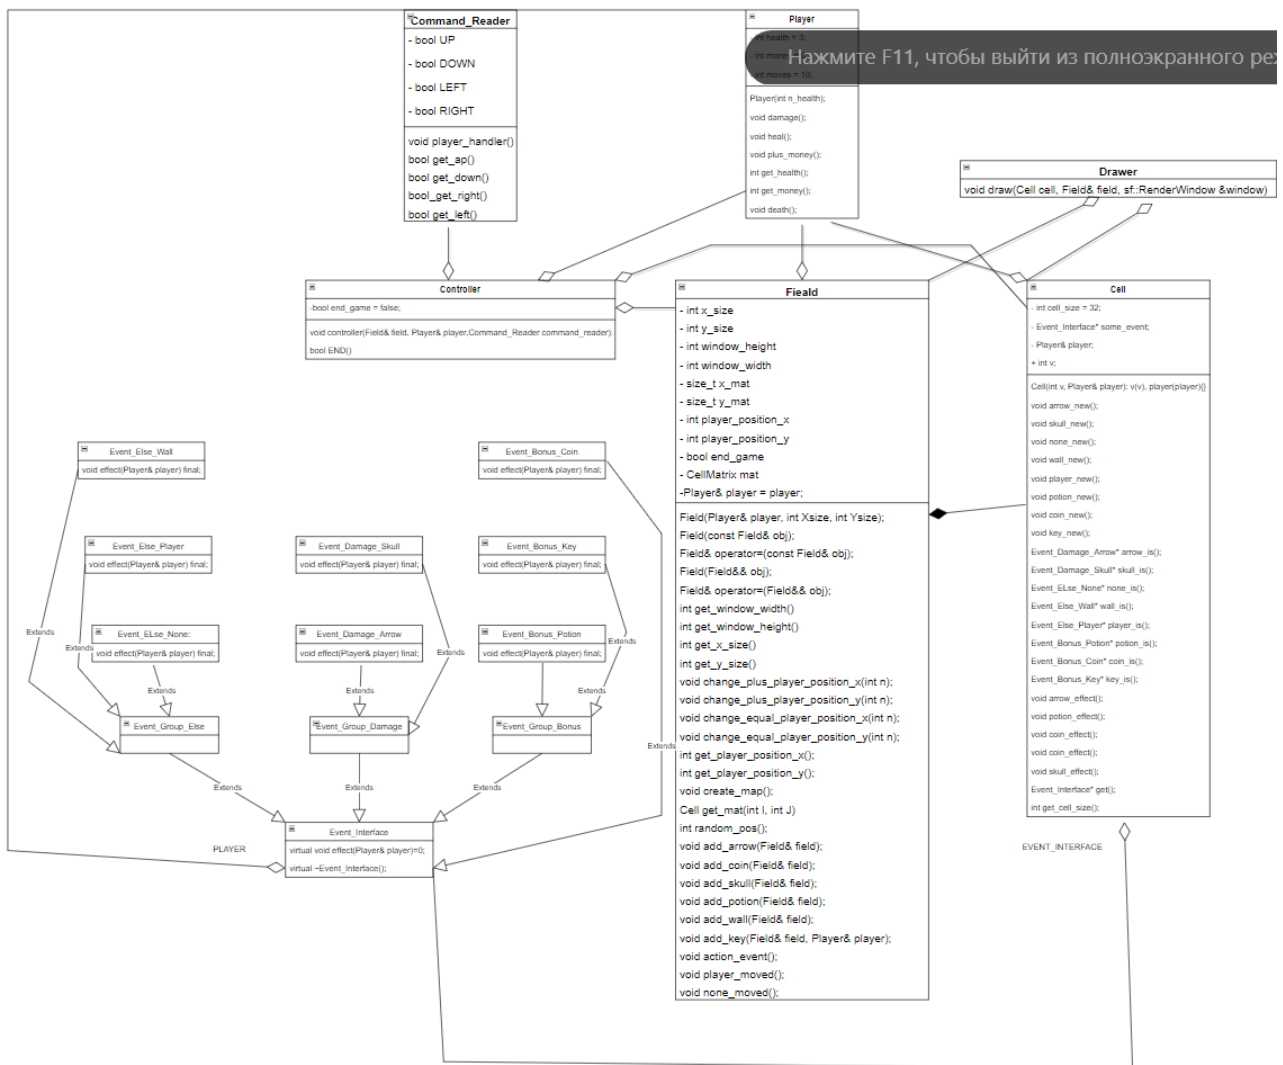 Command_Reader
- bool UP
- bool DOWN
- bool LEFT
- bool RIGHT
void player_handler()
bool get_ap()
bool get_down()
bool_get_right()
bool get_left()
Player
- int health = 3;
- int mone
- int moves = 10;
Нажмите F11, чтобы выйти из полноэкранного реж
Player(int n_health);
void damage();
void heal();
void plus_money();
int get_health();
int get_money();
void death();
Drawer
void draw(Cell cell, Field& field, sf::RenderWindow &window)
Controller
-bool end_game = false;
void controller(Field& field, Player& player,Command_Reader command_reader);
bool END()
Fieald
- int x_size
- int y_size
- int window_height
- int window_width
- size_t x_mat
- size_t y_mat
- int player_position_x
- int player_position_y
- bool end_game
- CellMatrix mat
-Player& player = player;
Field(Player& player, int Xsize, int Ysize);
Field(const Field& obj);
Field& operator=(const Field& obj);
Field(Field&& obj);
Field& operator=(Field&& obj);
int get_window_width()
int get_window_height()
int get_x_size()
int get_y_size()
void change_plus_player_position_x(int n);
void change_plus_player_position_y(int n);
void change_equal_player_position_x(int n);
void change_equal_player_position_y(int n);
int get_player_position_x();
int get_player_position_y();
void create_map();
Cell get_mat(int I, int J)
int random_pos();
void add_arrow(Field& field);
void add_coin(Field& field);
void add_skull(Field& field);
void add_potion(Field& field);
void add_wall(Field& field);
void add_key(Field& field, Player& player);
void action_event();
void player_moved();
void none_moved();
Cell
- int cell_size = 32;
- Event_Interface* some_event;
- Player& player;
+ int v;
Cell(int v, Player& player): v(v), player(player){}
void arrow_new();
void skull_new();
void none_new();
void wall_new();
void player_new();
void potion_new();
void coin_new();
void key_new();
Event_Damage_Arrow* arrow_is();
Event_Damage_Skull* skull_is();
Event_ELse_None* none_is();
Event_Else_Wall* wall_is();
Event_Else_Player* player_is();
Event_Bonus_Potion* potion_is();
Event_Bonus_Coin* coin_is();
Event_Bonus_Key* key_is();
void arrow_effect();
void potion_effect();
void coin_effect();
void coin_effect();
void skull_effect();
Event_Interface* get();
int get_cell_size();
EVENT_INTERFACE
Event_Else_Wall
void effect(Player& player) final;
Event_Bonus_Coin
void effect(Player& player) final;
Event_Else_Player
void effect(Player& player) final;
Event_Damage_Skull
void effect(Player& player) final;
Event_Bonus_Key
void effect(Player& player) final;
Event_ELse_None:
void effect(Player& player) final;
Event_Damage_Arrow
void effect(Player& player) final;
Event_Bonus_Potion
void effect(Player& player) final;
Extends
Extends
Extends
Extends
Extends
Extends
Extends
Extends
Event_Group_Else
Event_Group_Damage
Event_Group_Bonus
Extends
Extends
Extends
Extends
PLAYER
Event_Interface
virtual void effect(Player& player)=0;
virtual ~Event_Interface();